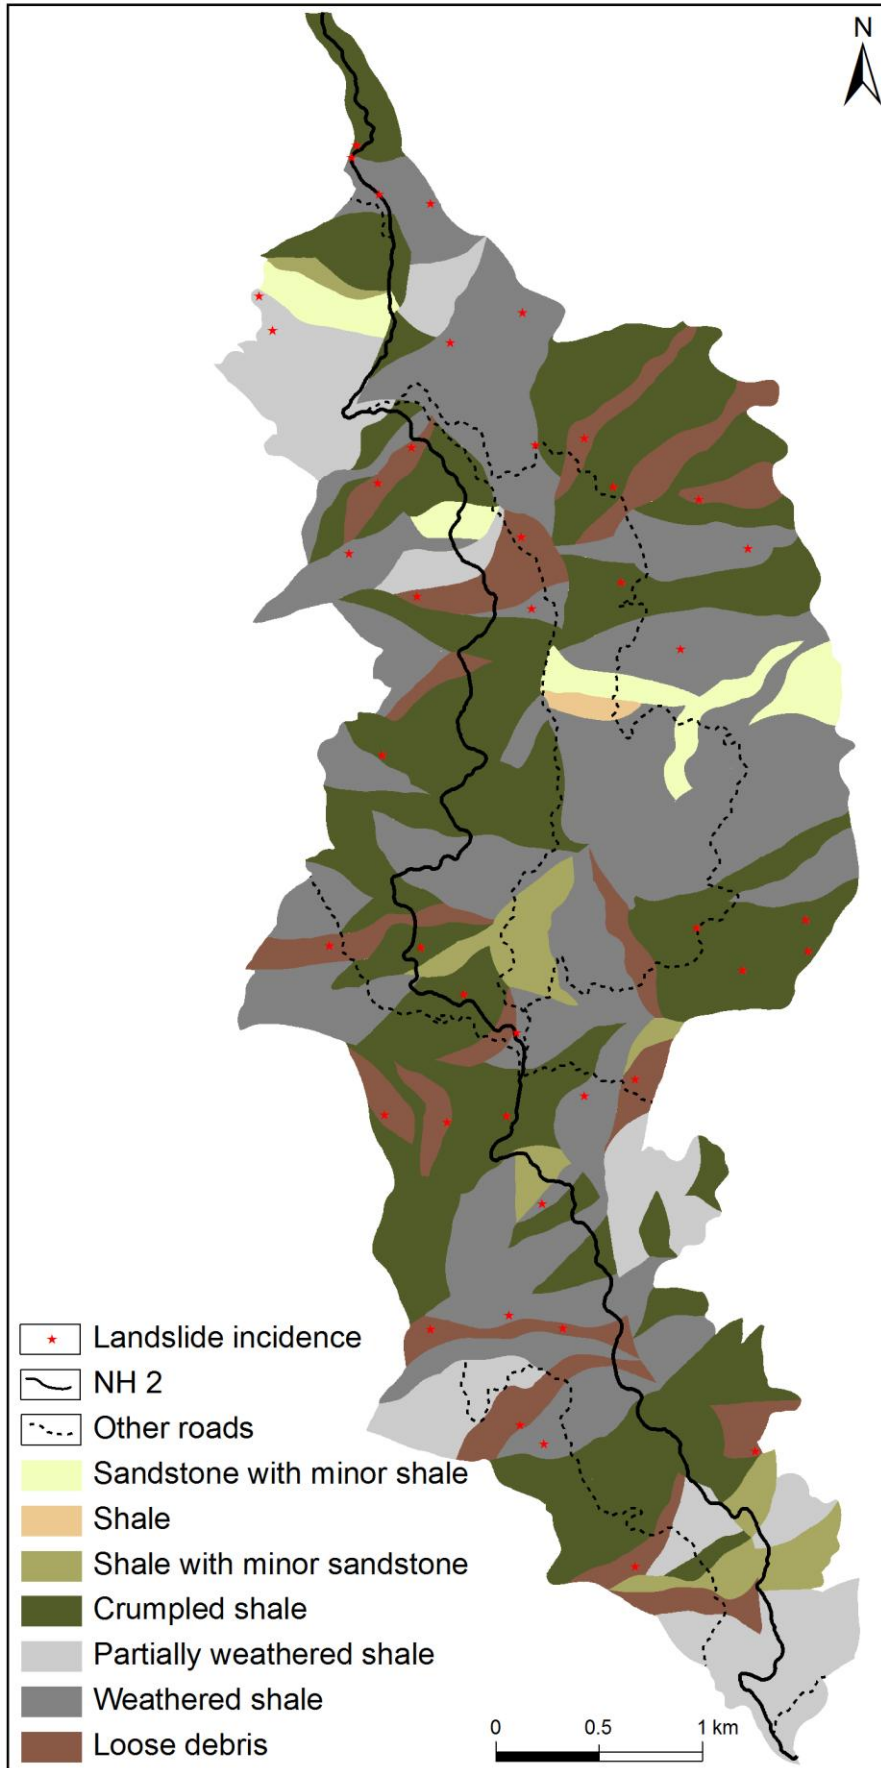 N
Landslide incidence
NH 2
Other roads
Sandstone with minor shale
Shale
Shale with minor sandstone
Crumpled shale
Partially weathered shale
Weathered shale
Loose debris
0 0.5 1 km